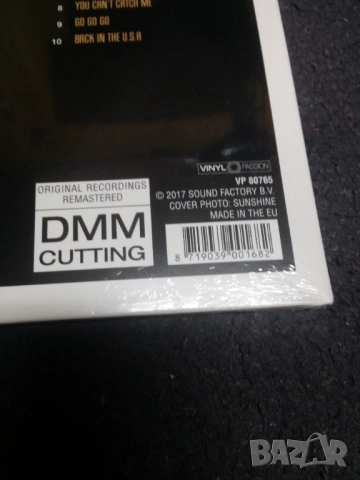 8 YOU CAN'T CATCH ME
9 GO GO GO
10 BACK IN THE U.S.A
VINYL PASSION
VP 80765
© 2017 SOUND FACTORY B.V.
COVER PHOTO: SUNSHINE
MADE IN THE EU
ORIGINAL RECORDINGS
REMASTERED
DMM
CUTTING
8 719039 001682
BAZAR
bg